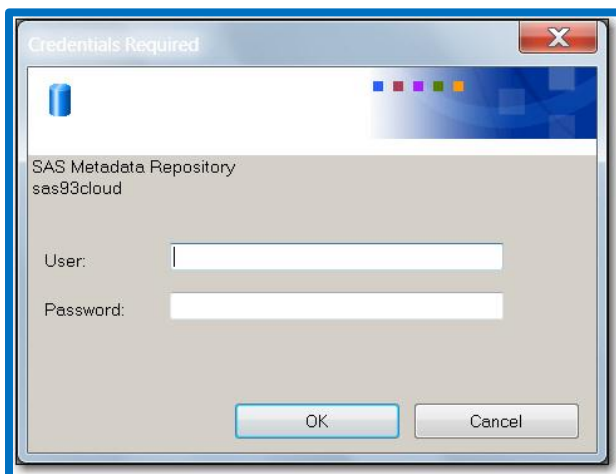 Credentials Required
SAS Metadata Repository
sas93cloud
User:
Password:
OK
Cancel